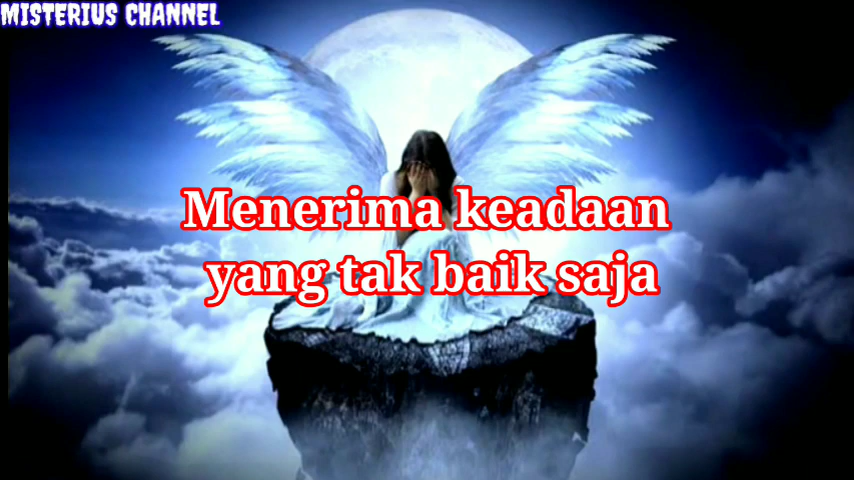 MISTERIUS CHANNEL
Menerima keadaan
yang tak baik saja